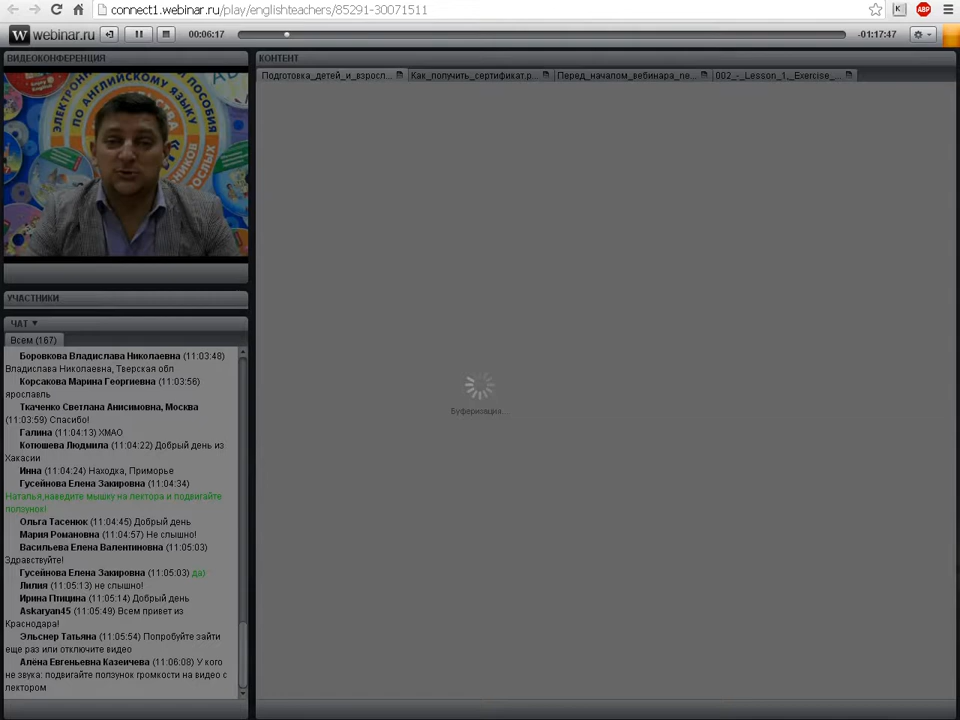 connect1.webinar.ru/play/englishteachers/85291-30071511
webinar.ru
00:06:17
-01:17:47
ВИДЕОКОНФЕРЕНЦИЯ
КОНТЕНТ
Подготовка_детей_и_взросл...
Как_получить_сертификат.p...
Перед_началом_вебинара_пе...
002_-_Lesson_1,_Exercise_...
УЧАСТНИКИ
ЧАТ
Всем (167)
Боровкова Владислава Николаевна (11:03:48)
Владислава Николаевна, Тверская обл
Корсакова Марина Георгиевна (11:03:56)
ярославль
Ткаченко Светлана Анисимовна, Москва
(11:03:59) Спасибо!
Галина (11:04:13) ХМАО
Котюшева Людмила (11:04:22) Добрый день из
Хакасии
Инна (11:04:24) Находка, Приморье
Гусейнова Елена Закировна (11:04:34)
Наталья,наведите мышку на лектора и подвигайте
ползунок!
Ольга Тасенюк (11:04:45) Добрый день
Мария Романовна (11:04:57) Не слышно!
Васильева Елена Валентиновна (11:05:03)
Здравствуйте!
Гусейнова Елена Закировна (11:05:03) да)
Лилия (11:05:13) не слышно!
Ирина Птицина (11:05:14) Добрый день
Askaryan45 (11:05:49) Всем привет из
Краснодара!
Эльснер Татьяна (11:05:54) Попробуйте зайти
еще раз или отключите видео
Алёна Евгеньевна Казеичева (11:06:08) У кого
не звука: подвигайте ползунок громкости на видео с
лектором
Буферизация...